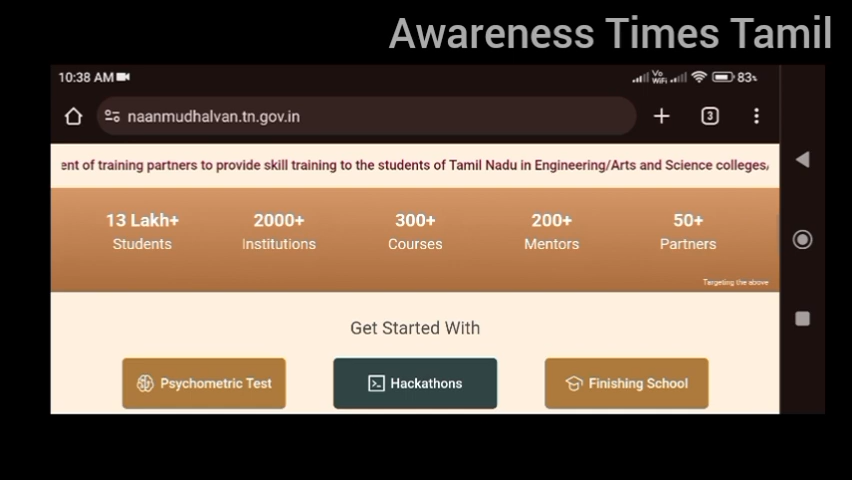 Awareness Times Tamil
10:38 AM
Vo
WiFi
83%
naanmudhalvan.tn.gov.in
3
ent of training partners to provide skill training to the students of Tamil Nadu in Engineering/Arts and Science colleges/
13 Lakh+ 2000+ 300+ 200+ 50+
Students Institutions Courses Mentors Partners
Targeting the above
Get Started With
Psychometric Test Hackathons Finishing School